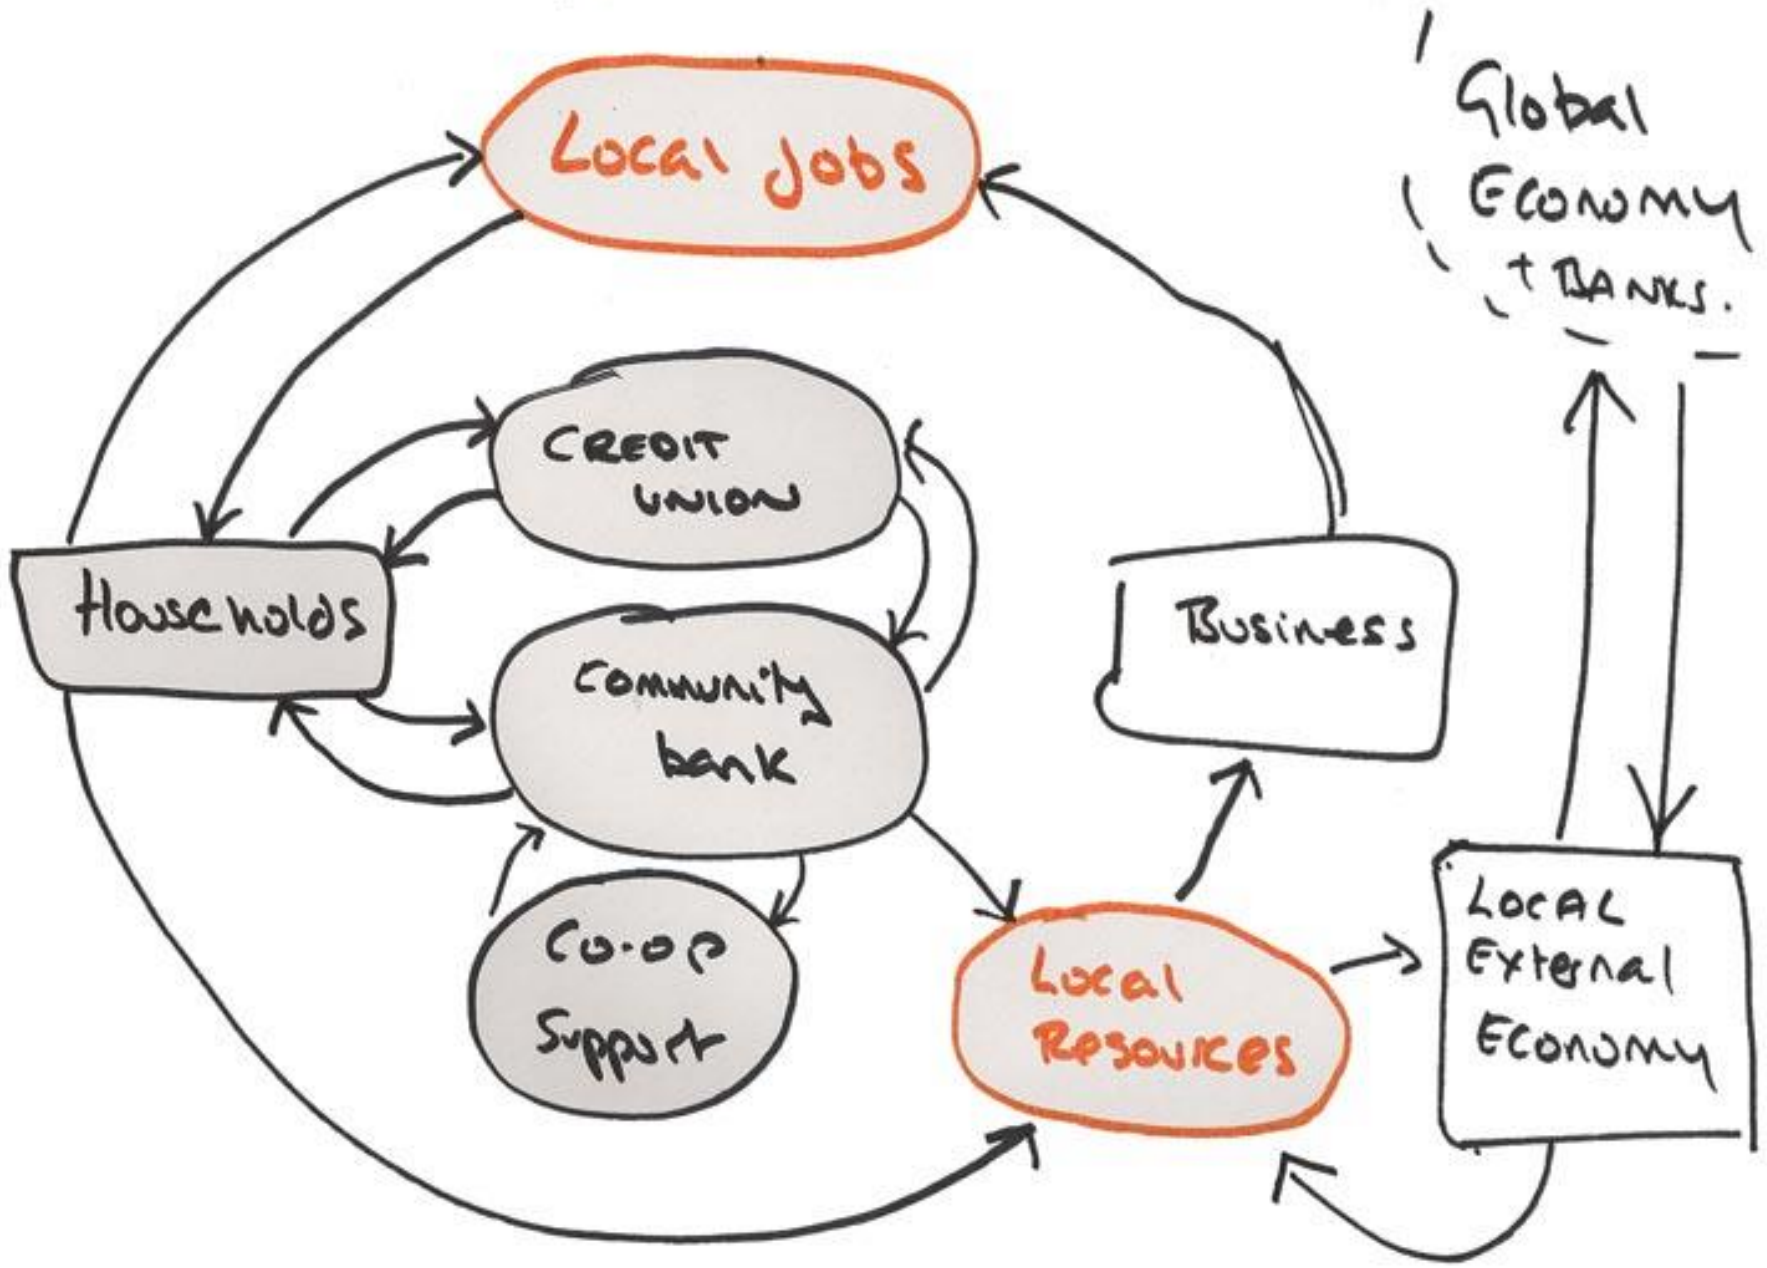 Local Jobs
Global
Economy
+ BANKS.
CREDIT
UNION
Households
Community
bank
Business
Co-op
Support
Local
Resources
LOCAL
External
Economy